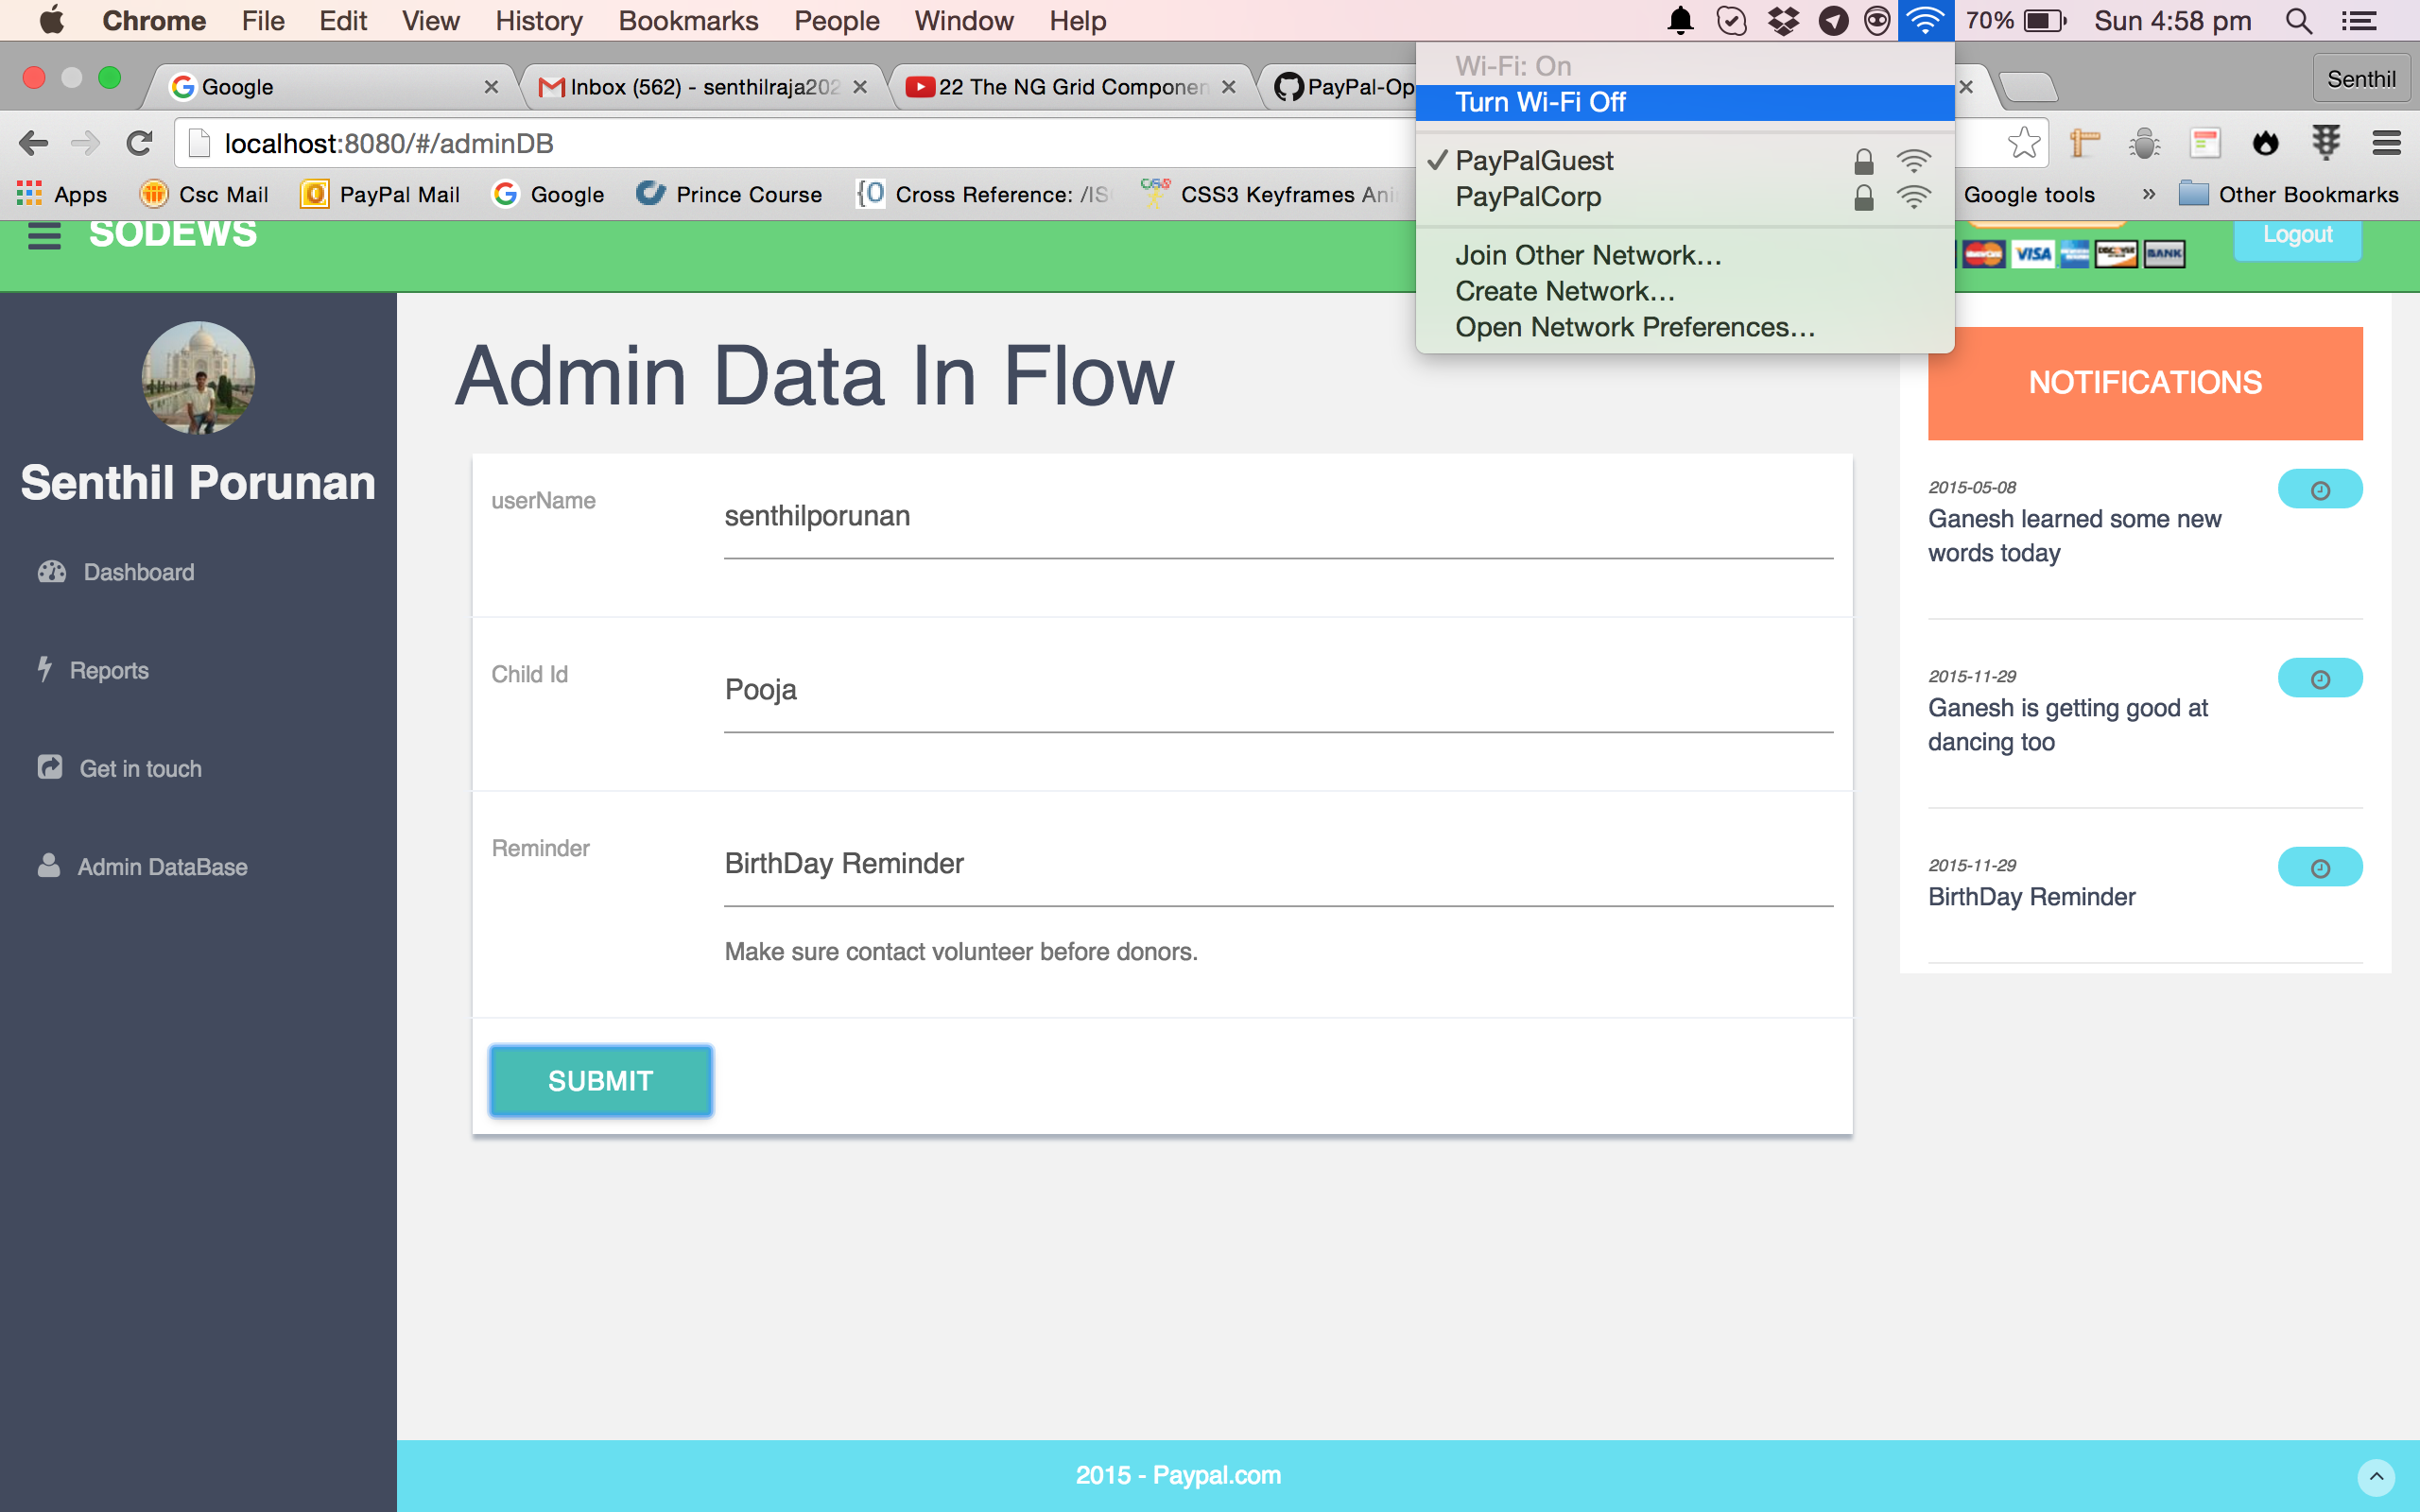 Chrome File Edit View History Bookmarks People Window Help 70% Sun 4:58 pm
Google Inbox (562) - senthilraja202 22 The NG Grid Componen PayPal-Op Senthil
localhost:8080/#/adminDB
Apps Csc Mail PayPal Mail Google Prince Course Cross Reference: /IS CSS3 Keyframes Ani Google tools » Other Bookmarks
Wi-Fi: On
Turn Wi-Fi Off
PayPalGuest
PayPalCorp
Join Other Network...
Create Network...
Open Network Preferences...
SODEWS
VISA DISCOVER BANK
Logout
Senthil Porunan
Dashboard
Reports
Get in touch
Admin DataBase
Admin Data In Flow
userName senthilporunan
Child Id Pooja
Reminder BirthDay Reminder
Make sure contact volunteer before donors.
SUBMIT
NOTIFICATIONS
2015-05-08
Ganesh learned some new
words today
2015-11-29
Ganesh is getting good at
dancing too
2015-11-29
BirthDay Reminder
2015 - Paypal.com